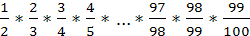 1/2 * 2/3 * 3/4 * 4/5 * ... * 97/98 * 98/99 * 99/100